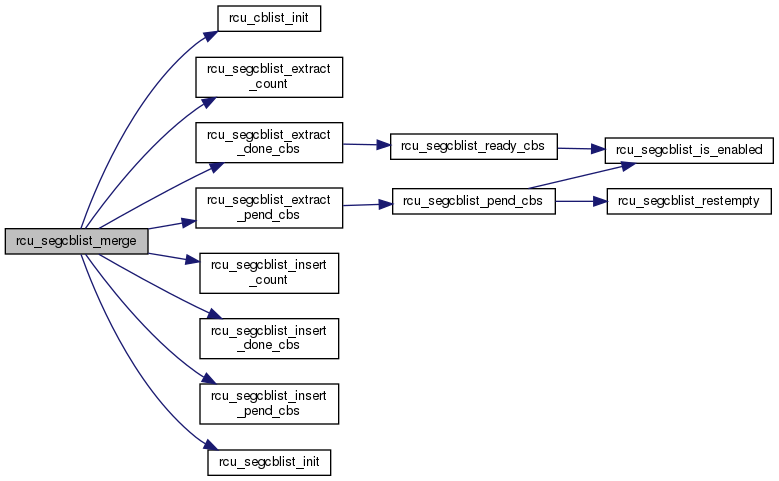 rcu_cblist_init
rcu_segcblist_extract
_count
rcu_segcblist_extract
_done_cbs
rcu_segcblist_ready_cbs
rcu_segcblist_is_enabled
rcu_segcblist_extract
_pend_cbs
rcu_segcblist_pend_cbs
rcu_segcblist_restempty
rcu_segcblist_merge
rcu_segcblist_insert
_count
rcu_segcblist_insert
_done_cbs
rcu_segcblist_insert
_pend_cbs
rcu_segcblist_init